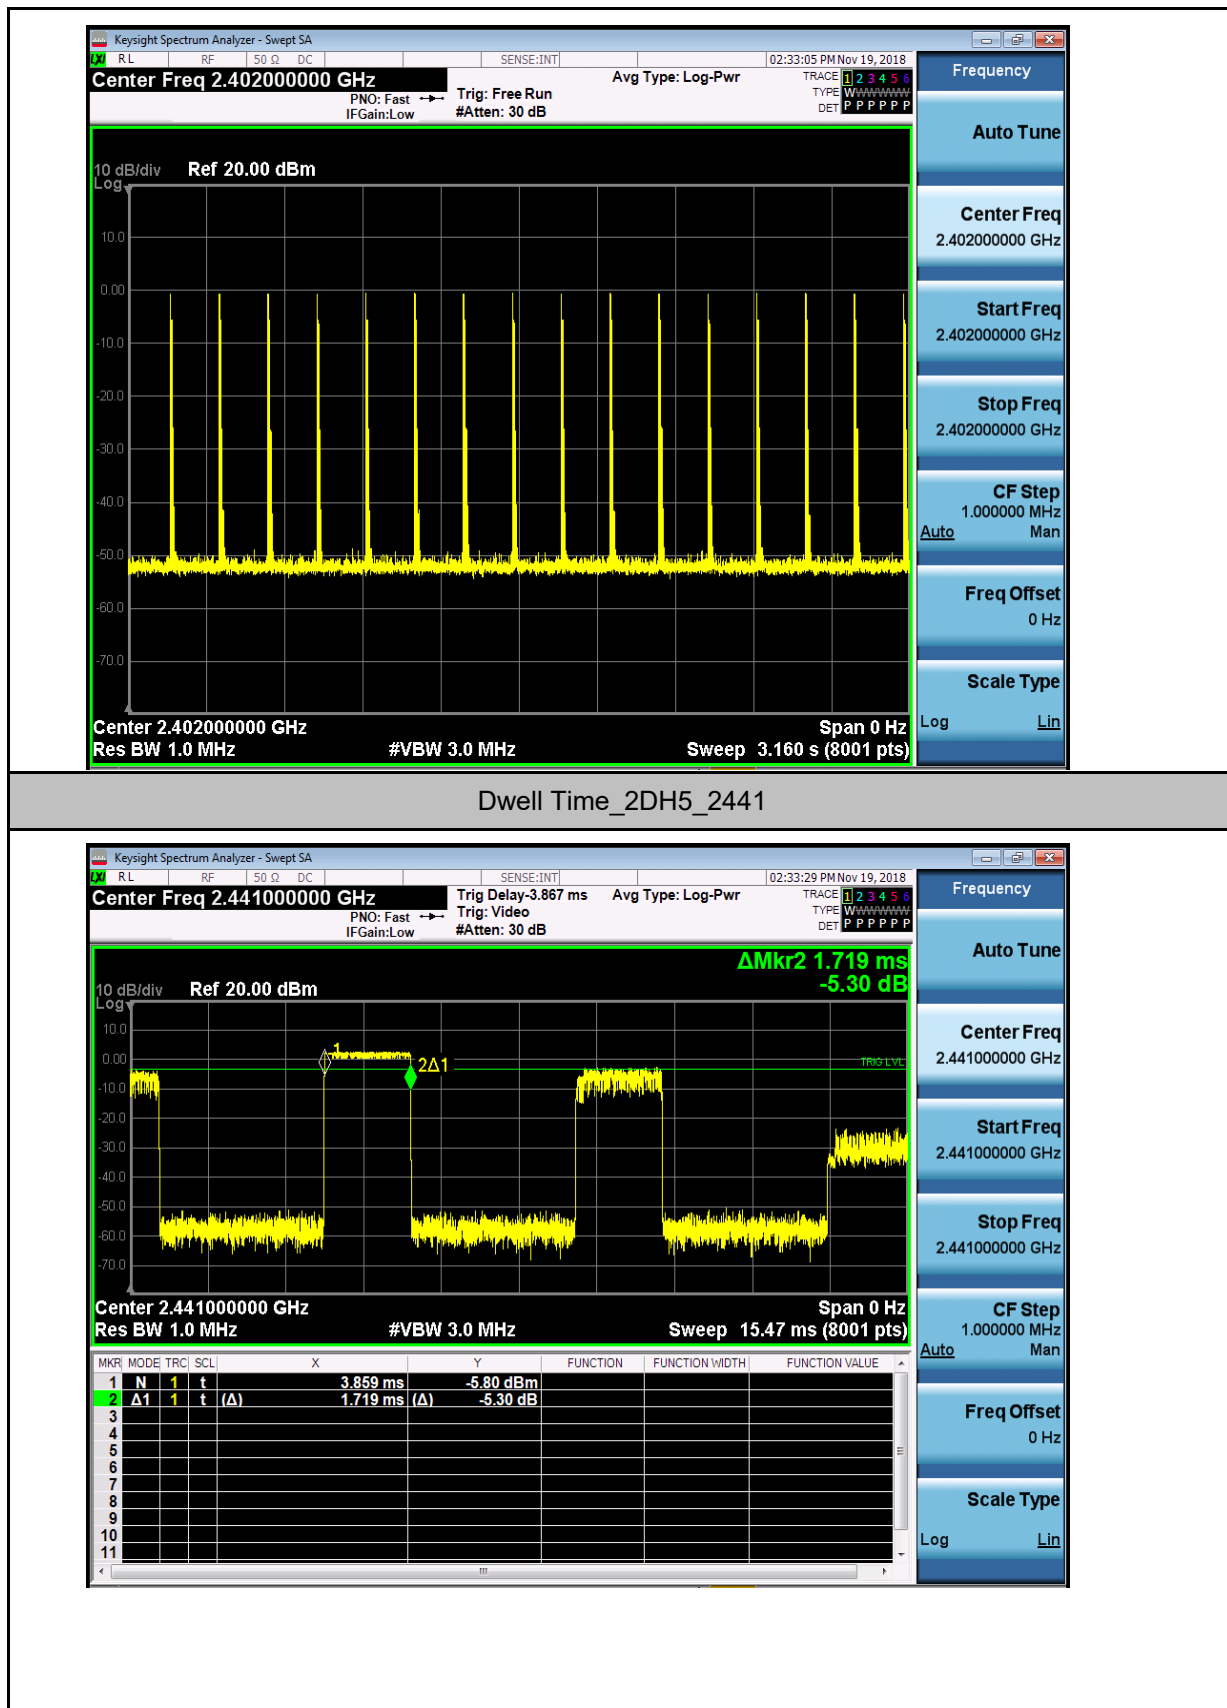 Keysight Spectrum Analyzer - Swept SA
LXI RL RF 50 Ω DC SENSE:INT 02:33:05 PM Nov 19, 2018
Center Freq 2.402000000 GHz Avg Type: Log-Pwr TRACE 1 2 3 4 5 6
PNO: Fast Trig: Free Run TYPE WWWWWW
IFGain:Low #Atten: 30 dB DET P P P P P P
10 dB/div Ref 20.00 dBm
Log
10.0
0.00
-10.0
-20.0
-30.0
-40.0
-50.0
-60.0
-70.0
Center 2.402000000 GHz Span 0 Hz
Res BW 1.0 MHz #VBW 3.0 MHz Sweep 3.160 s (8001 pts)
Frequency
Auto Tune
Center Freq
2.402000000 GHz
Start Freq
2.402000000 GHz
Stop Freq
2.402000000 GHz
CF Step
1.000000 MHz
Auto Man
Freq Offset
0 Hz
Scale Type
Log Lin
Dwell Time_2DH5_2441
Keysight Spectrum Analyzer - Swept SA
LXI RL RF 50 Ω DC SENSE:INT 02:33:29 PM Nov 19, 2018
Center Freq 2.441000000 GHz Trig Delay-3.867 ms Avg Type: Log-Pwr TRACE 1 2 3 4 5 6
PNO: Fast Trig: Video TYPE WWWWWW
IFGain:Low #Atten: 30 dB DET P P P P P P
ΔMkr2 1.719 ms
-5.30 dB
10 dB/div Ref 20.00 dBm
Log
10.0
0.00
-10.0
-20.0
-30.0
-40.0
-50.0
-60.0
-70.0
1
2Δ1
TRIG LVL
Center 2.441000000 GHz Span 0 Hz
Res BW 1.0 MHz #VBW 3.0 MHz Sweep 15.47 ms (8001 pts)
MKR MODE TRC SCL X Y FUNCTION FUNCTION WIDTH FUNCTION VALUE
1 N 1 t 3.859 ms -5.80 dBm
2 Δ1 1 t (Δ) 1.719 ms (Δ) -5.30 dB
3
4
5
6
7
8
9
10
11
Frequency
Auto Tune
Center Freq
2.441000000 GHz
Start Freq
2.441000000 GHz
Stop Freq
2.441000000 GHz
CF Step
1.000000 MHz
Auto Man
Freq Offset
0 Hz
Scale Type
Log Lin